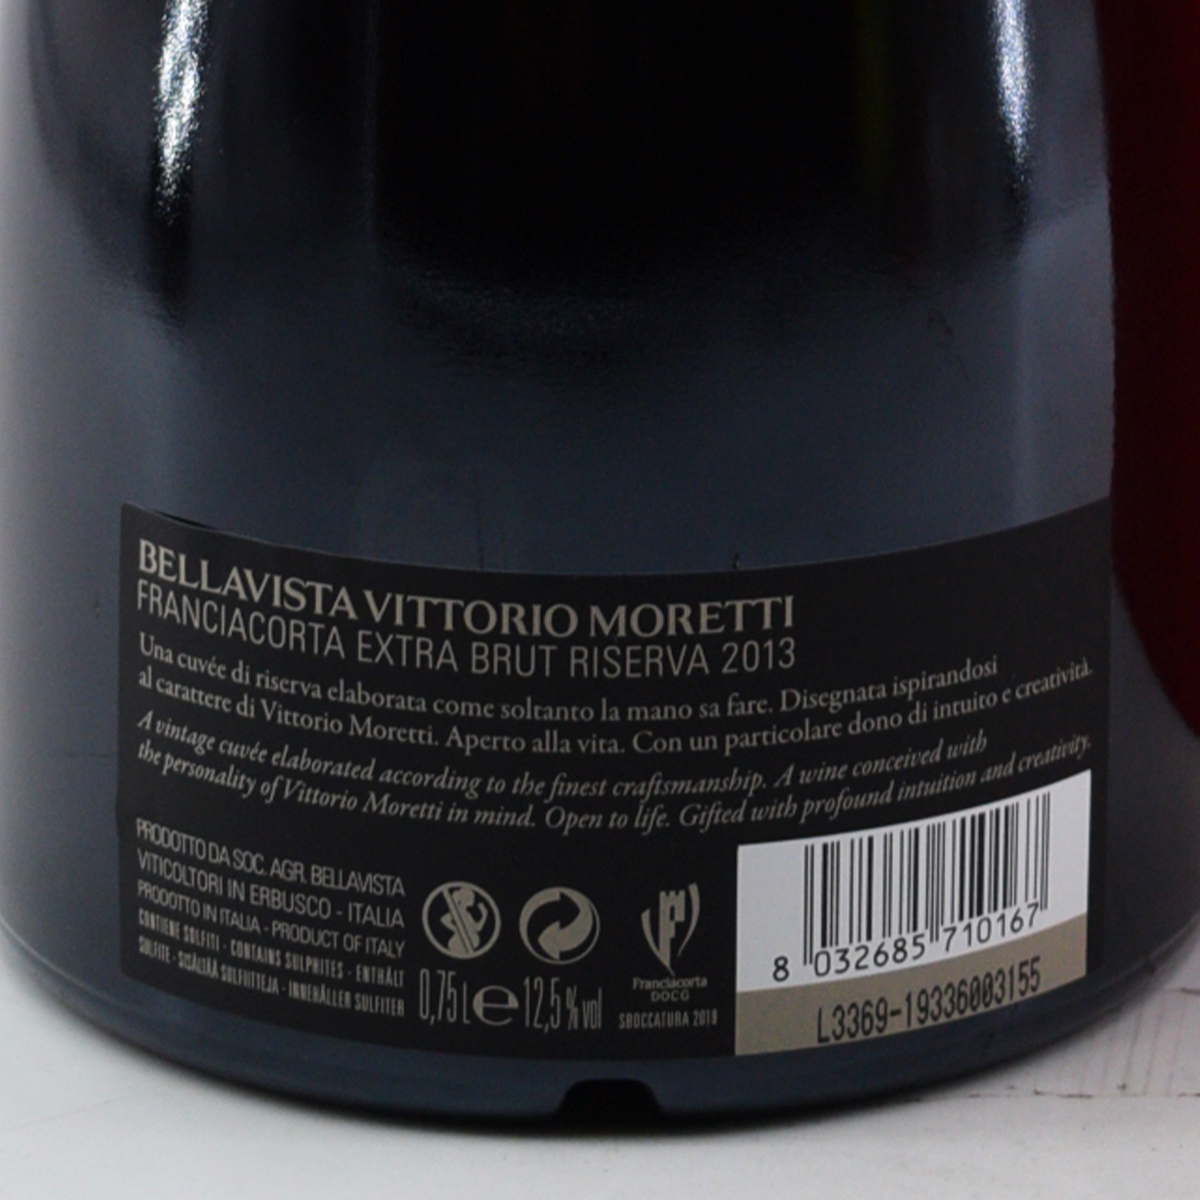 BELLAVISTA VITTORIO MORETTI
FRANCIACORTA EXTRA BRUT RISERVA 2013
Una cuvée di riserva elaborata come soltanto la mano sa fare. Disegnata ispirandosi
al carattere di Vittorio Moretti. Aperto alla vita. Con un particolare dono di intuito e creatività.
A vintage cuvée elaborated according to the finest craftsmanship. A wine conceived with
the personality of Vittorio Moretti in mind. Open to life. Gifted with profound intuition and creativity.
PRODOTTO DA SOC. AGR. BELLAVISTA
VITICOLTORI IN ERBUSCO - ITALIA
PRODOTTO IN ITALIA - PRODUCT OF ITALY
CONTIENE SOLFITI - CONTAINS SULPHITES - ENTHÄLT
SULFITE - SISÄLTÄÄ SULFIITTEJA - INNEHÅLLER SULFITER
0,75 L e 12,5 % vol
Franciacorta
DOCG
SBOCCATURA 2019
8 032685 710167
L3369-19336003155